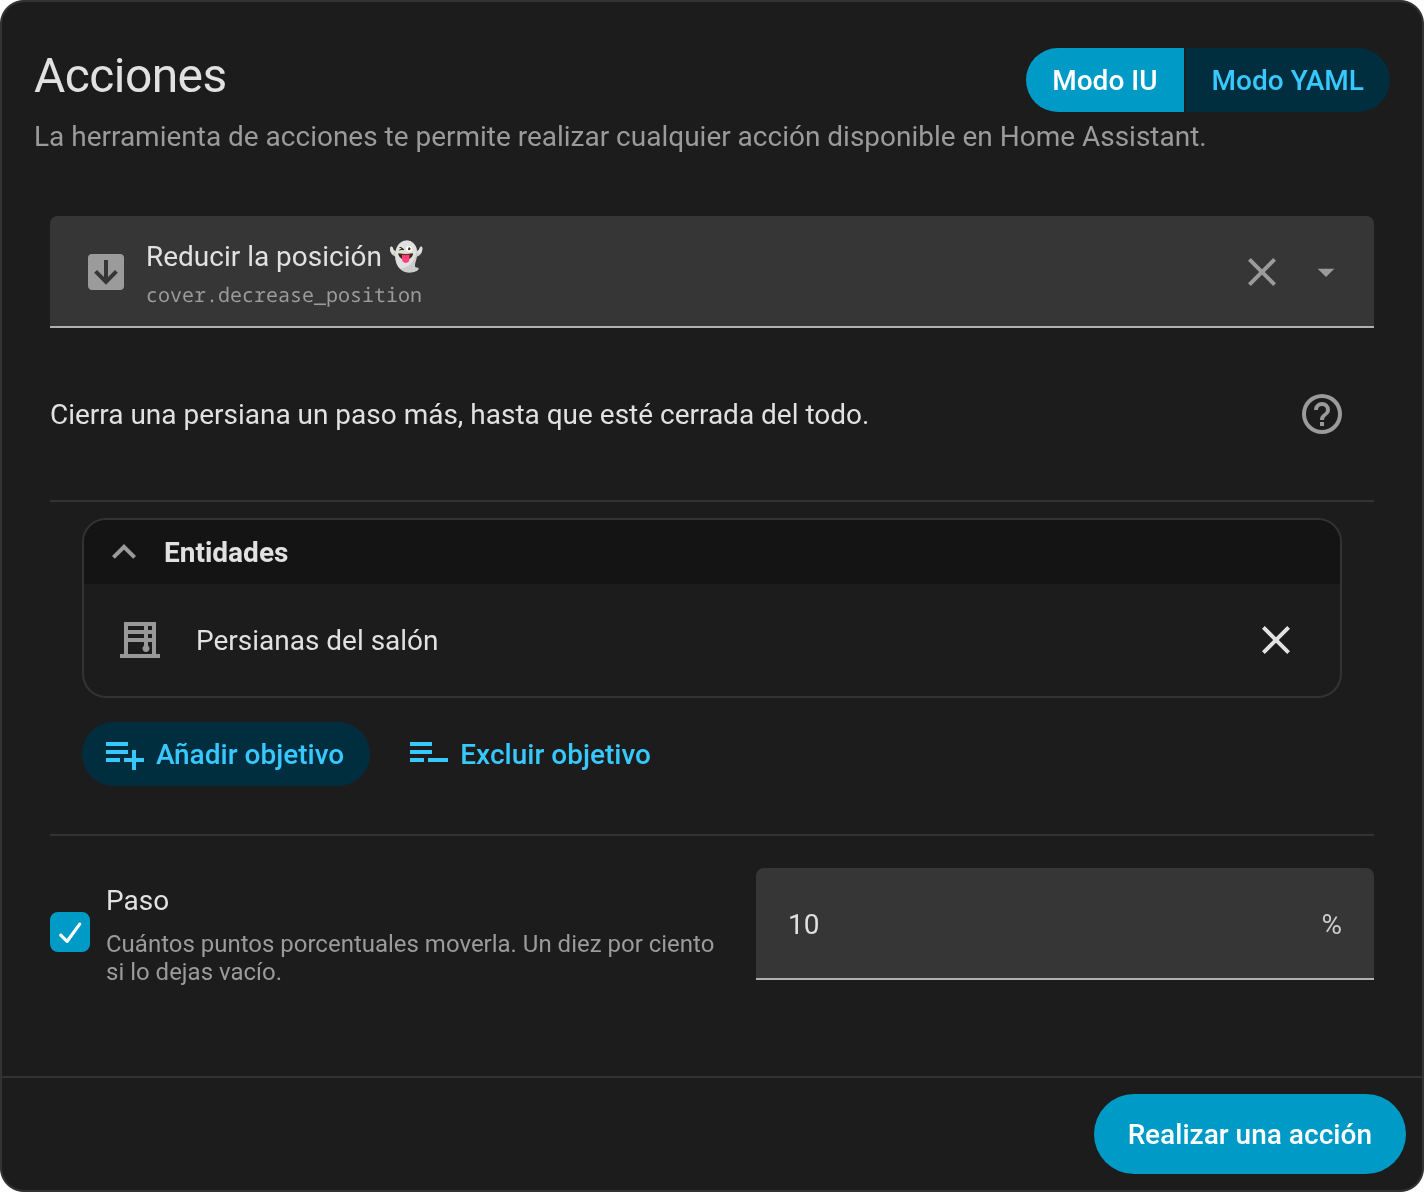 Acciones
Modo IU
Modo YAML
La herramienta de acciones te permite realizar cualquier acción disponible en Home Assistant.
Reducir la posición 👻
cover.decrease_position
Cierra una persiana un paso más, hasta que esté cerrada del todo.
Entidades
Persianas del salón
Añadir objetivo
Excluir objetivo
Paso
Cuántos puntos porcentuales moverla. Un diez por ciento
si lo dejas vacío.
10 %
Realizar una acción